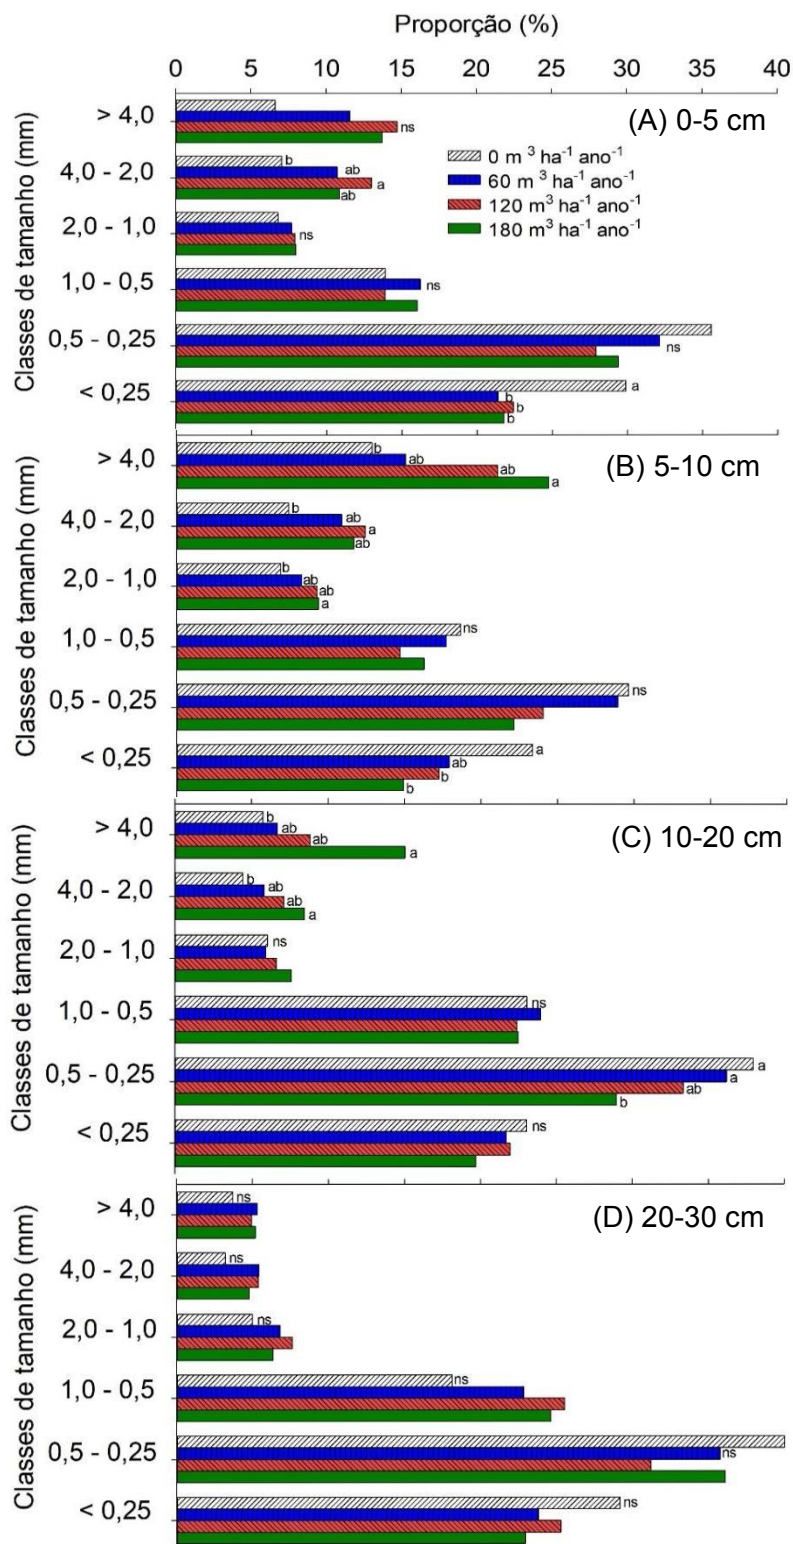 Proporção (%)
0 5 10 15 20 25 30 35 40
Classes de tamanho (mm)
(A) 0-5 cm
> 4,0
ns
0 m³ ha⁻¹ ano⁻¹
60 m³ ha⁻¹ ano⁻¹
120 m³ ha⁻¹ ano⁻¹
180 m³ ha⁻¹ ano⁻¹
4,0 - 2,0
b
ab
a
ab
2,0 - 1,0
ns
1,0 - 0,5
ns
0,5 - 0,25
ns
< 0,25
a
b
b
b
Classes de tamanho (mm)
(B) 5-10 cm
> 4,0
b
ab
ab
a
4,0 - 2,0
b
ab
a
ab
2,0 - 1,0
b
ab
ab
a
1,0 - 0,5
ns
0,5 - 0,25
ns
< 0,25
a
ab
b
b
Classes de tamanho (mm)
(C) 10-20 cm
> 4,0
b
ab
ab
a
4,0 - 2,0
b
ab
ab
a
2,0 - 1,0
ns
1,0 - 0,5
ns
0,5 - 0,25
a
a
ab
b
< 0,25
ns
Classes de tamanho (mm)
(D) 20-30 cm
> 4,0
ns
4,0 - 2,0
ns
2,0 - 1,0
ns
1,0 - 0,5
ns
0,5 - 0,25
ns
< 0,25
ns